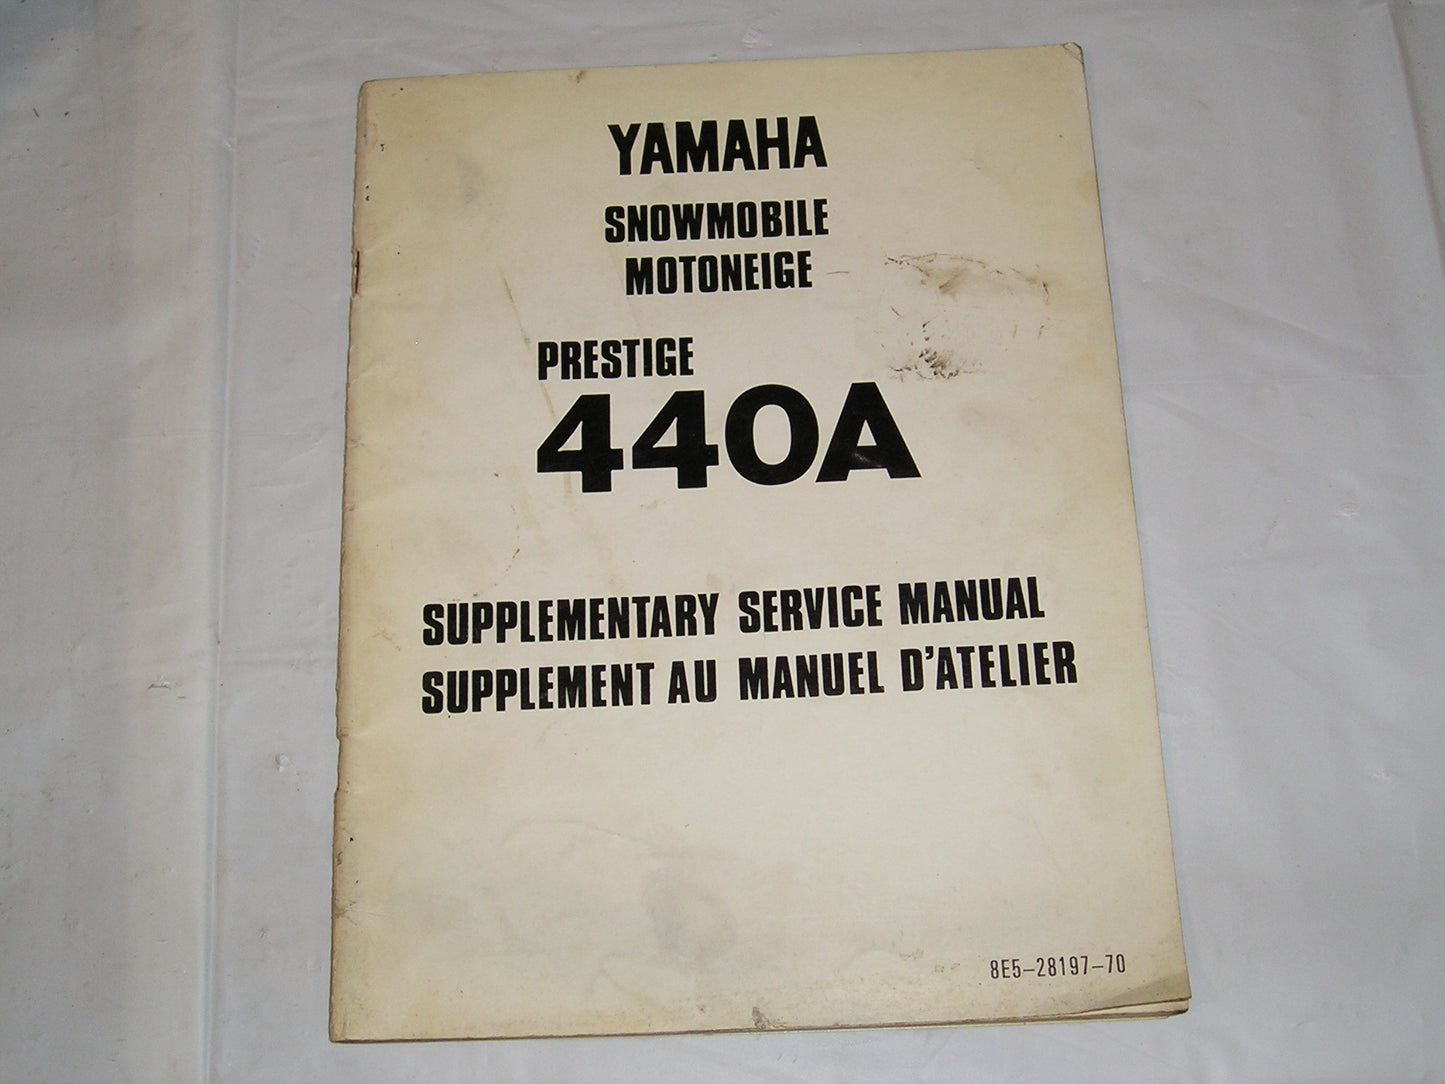 YAMAHA
SNOWMOBILE
MOTONEIGE
PRESTIGE
440A
SUPPLEMENTARY SERVICE MANUAL
SUPPLEMENT AU MANUEL D'ATELIER
8E5-28197-70